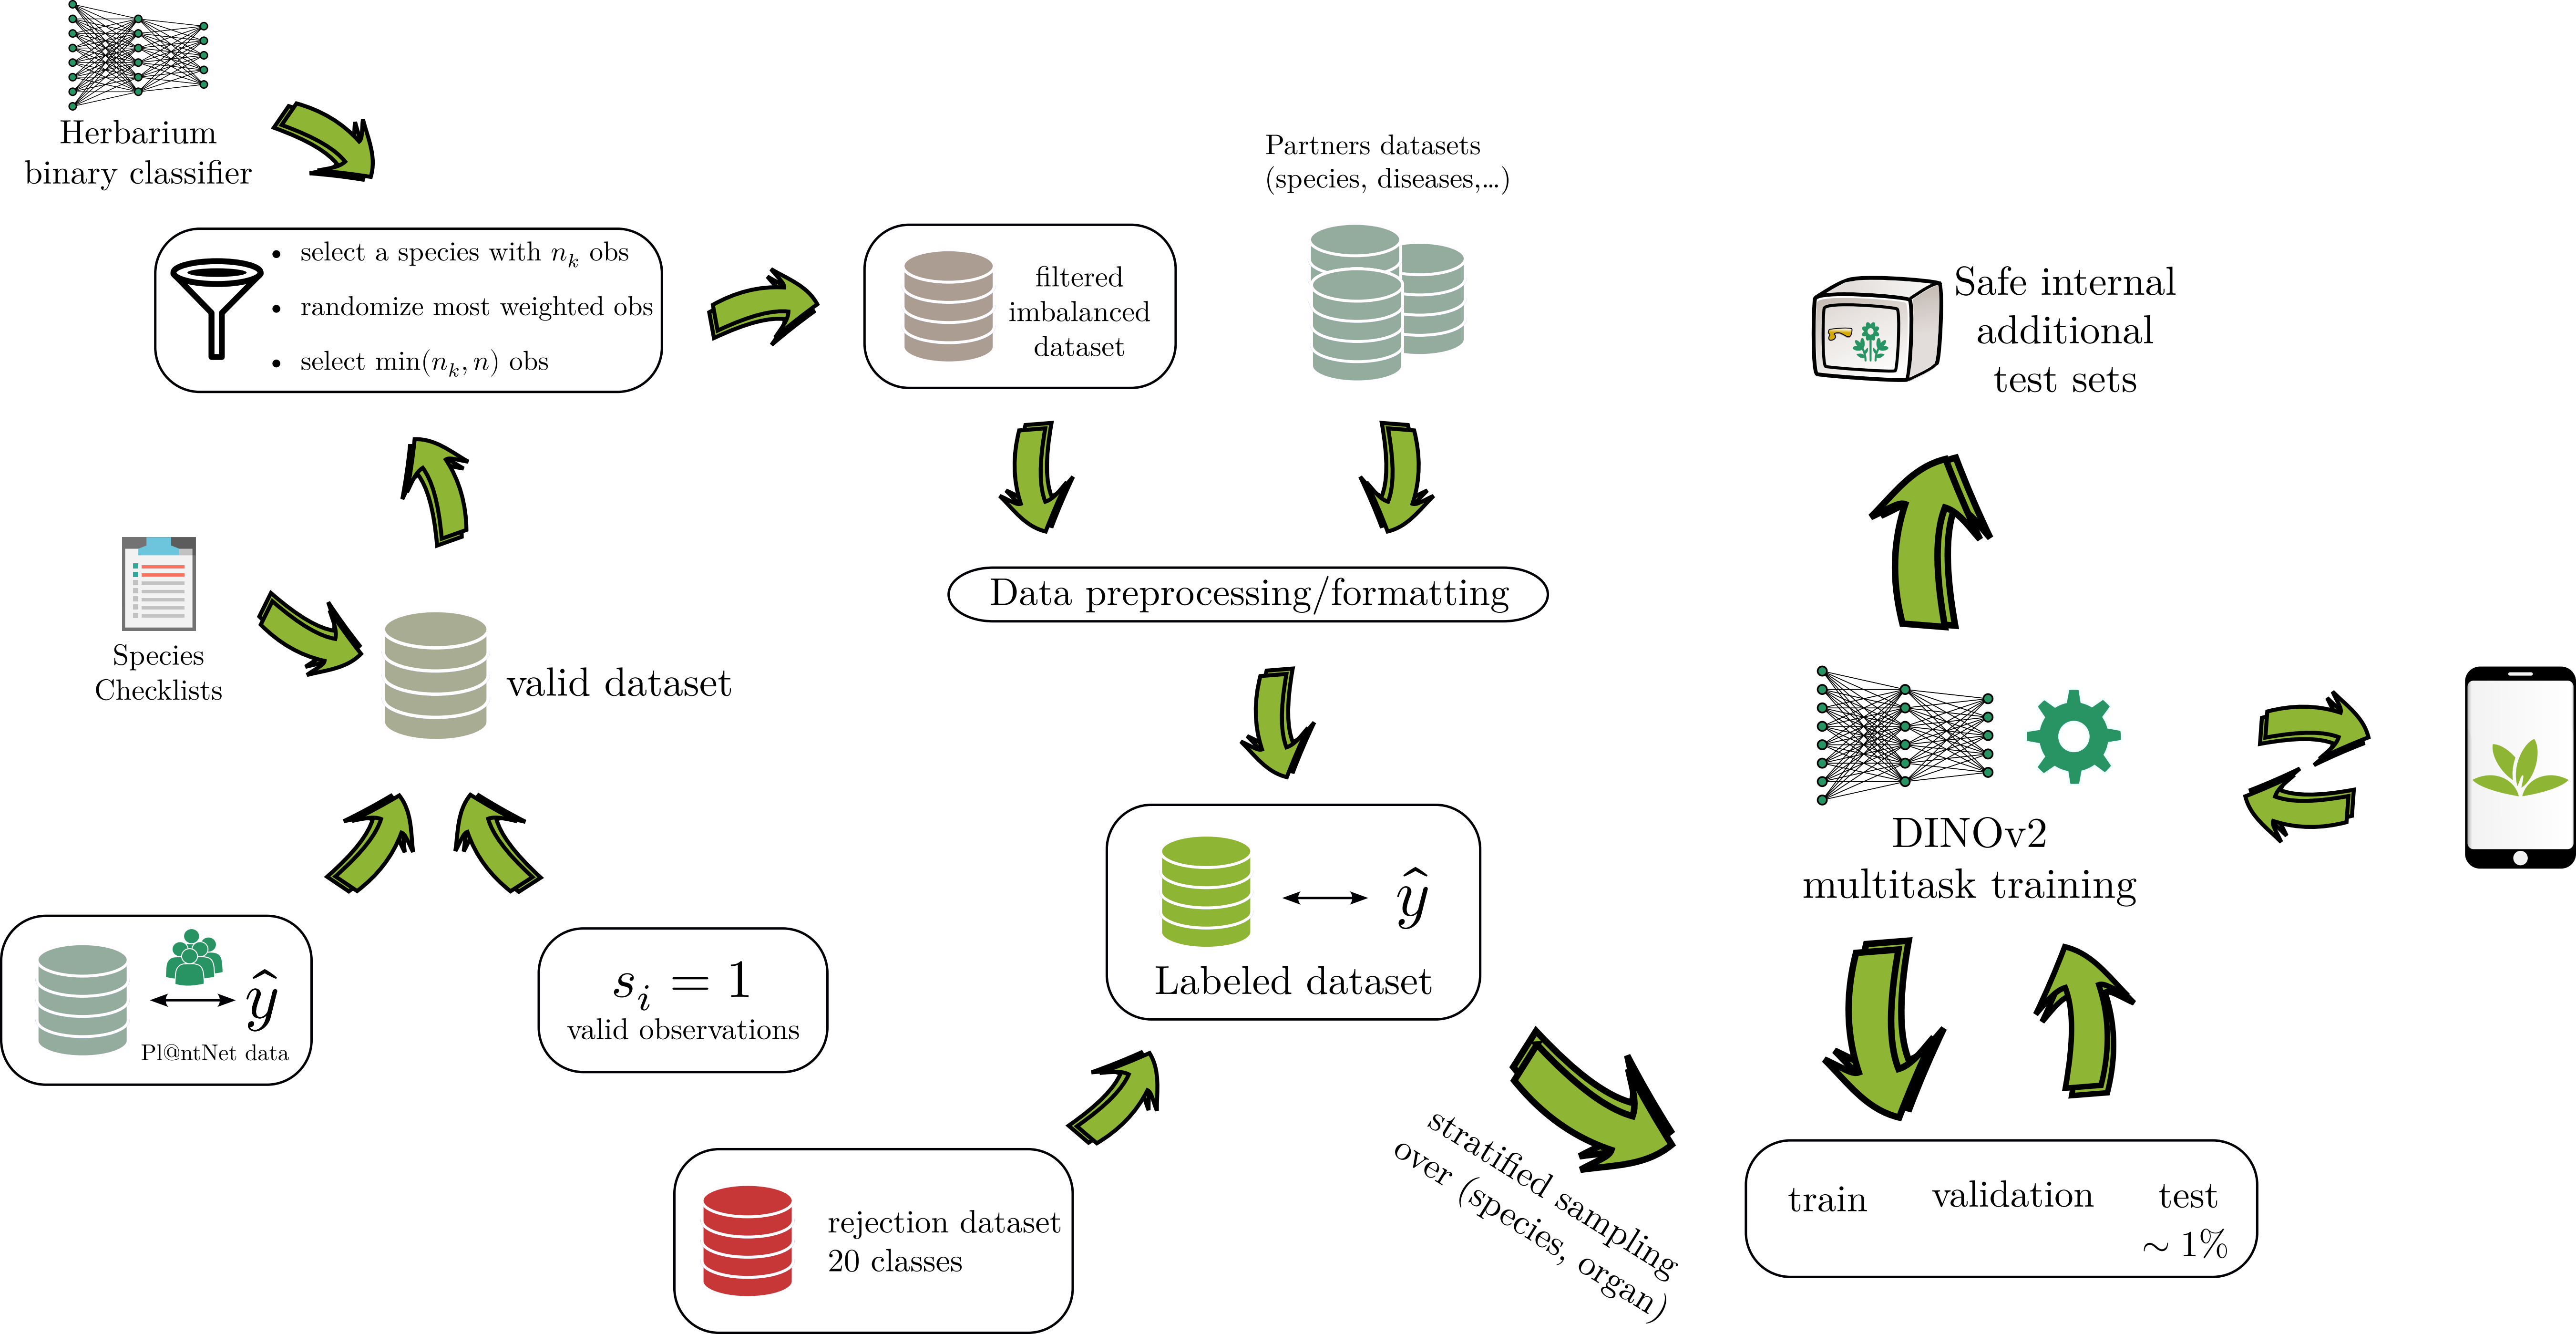 Herbarium
binary classifier
• select a species with $n_k$ obs
• randomize most weighted obs
• select min($n_k, n$) obs
filtered
imbalanced
dataset
Partners datasets
(species, diseases,...)
Safe internal
additional
test sets
Species
Checklists
valid dataset
Data preprocessing/formatting
DINOv2
multitask training
$\hat{y}$
Pl@ntNet data
$s_i = 1$
valid observations
$\hat{y}$
Labeled dataset
rejection dataset
20 classes
stratified sampling
over (species, organ)
train validation test
~ 1%